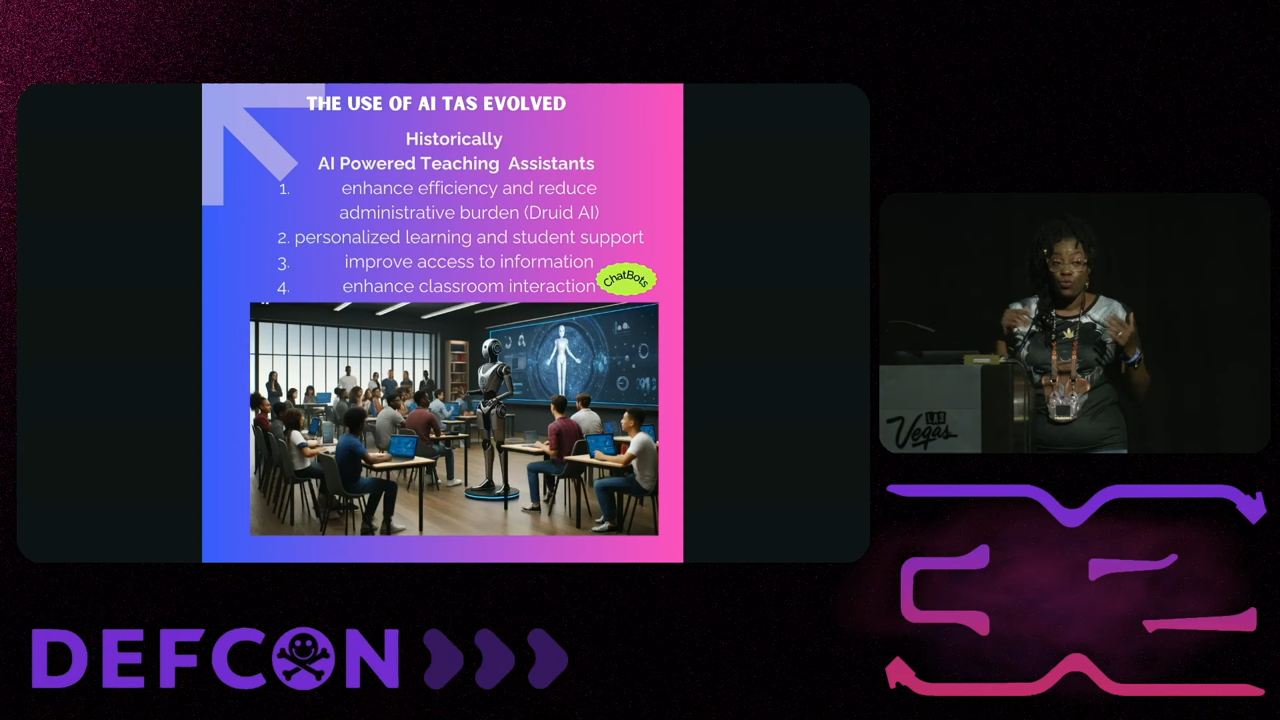 THE USE OF AI TAS EVOLVED
Historically
AI Powered Teaching Assistants
1. enhance efficiency and reduce
administrative burden (Druid AI)
2. personalized learning and student support
3. improve access to information
4. enhance classroom interaction
ChatBots
LAS
Vegas
DEFCON